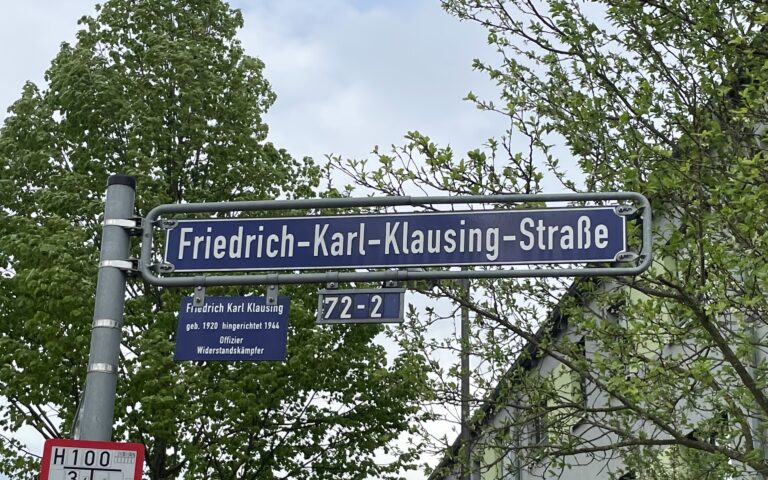 Friedrich-Karl-Klausing-Straße
Friedrich Karl Klausing
geb. 1920 hingerichtet 1944
Offizier
Widerstandskämpfer
72-2
H100